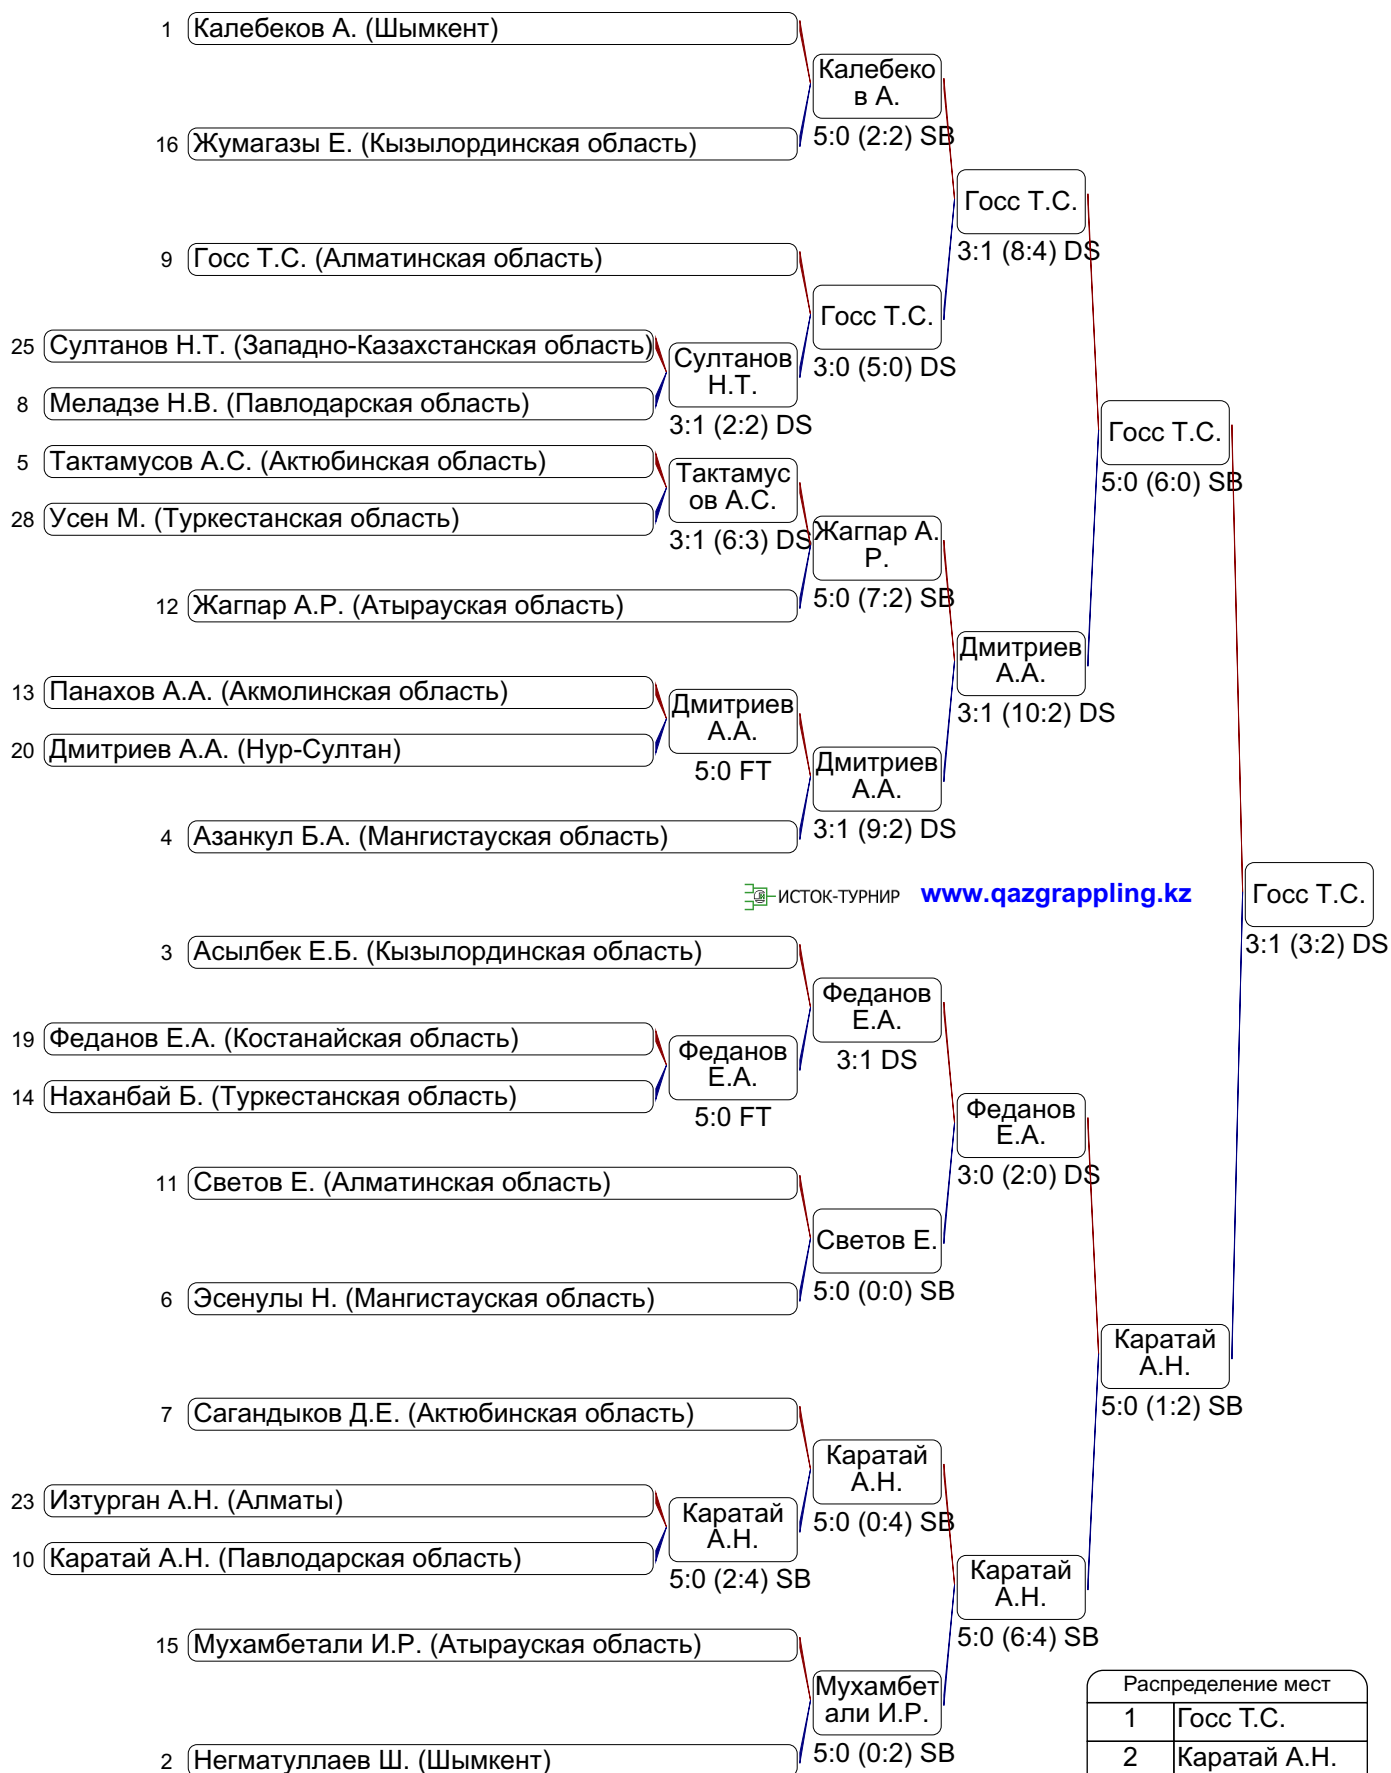 1 Калебеков А. (Шымкент)
Калебеко
в А.
5:0 (2:2) SB
16 Жумагазы Е. (Кызылординская область)
Госс Т.С.
3:1 (8:4) DS
9 Госс Т.С. (Алматинская область)
Госс Т.С.
3:0 (5:0) DS
25 Султанов Н.Т. (Западно-Казахстанская область)
Султанов
Н.Т.
3:1 (2:2) DS
8 Меладзе Н.В. (Павлодарская область)
Госс Т.С.
5:0 (6:0) SB
5 Тактамусов А.С. (Актюбинская область)
Тактамус
ов А.С.
3:1 (6:3) DS
28 Усен М. (Туркестанская область)
Жагпар А.
Р.
5:0 (7:2) SB
12 Жагпар А.Р. (Атырауская область)
Дмитриев
А.А.
3:1 (10:2) DS
13 Панахов А.А. (Акмолинская область)
Дмитриев
А.А.
5:0 FT
20 Дмитриев А.А. (Нур-Султан)
Дмитриев
А.А.
3:1 (9:2) DS
4 Азанкул Б.А. (Мангистауская область)
ИСТОК-ТУРНИР www.qazgrappling.kz
Госс Т.С.
3:1 (3:2) DS
3 Асылбек Е.Б. (Кызылординская область)
Феданов
Е.А.
3:1 DS
19 Феданов Е.А. (Костанайская область)
Феданов
Е.А.
5:0 FT
14 Наханбай Б. (Туркестанская область)
Феданов
Е.А.
3:0 (2:0) DS
11 Светов Е. (Алматинская область)
Светов Е.
5:0 (0:0) SB
6 Эсенулы Н. (Мангистауская область)
Каратай
А.Н.
5:0 (1:2) SB
7 Сагандыков Д.Е. (Актюбинская область)
Каратай
А.Н.
5:0 (0:4) SB
23 Изтурган А.Н. (Алматы)
Каратай
А.Н.
5:0 (2:4) SB
10 Каратай А.Н. (Павлодарская область)
Каратай
А.Н.
5:0 (6:4) SB
15 Мухамбетали И.Р. (Атырауская область)
Мухамбет
али И.Р.
5:0 (0:2) SB
2 Негматуллаев Ш. (Шымкент)
Распределение мест
1 Госс Т.С.
2 Каратай А.Н.